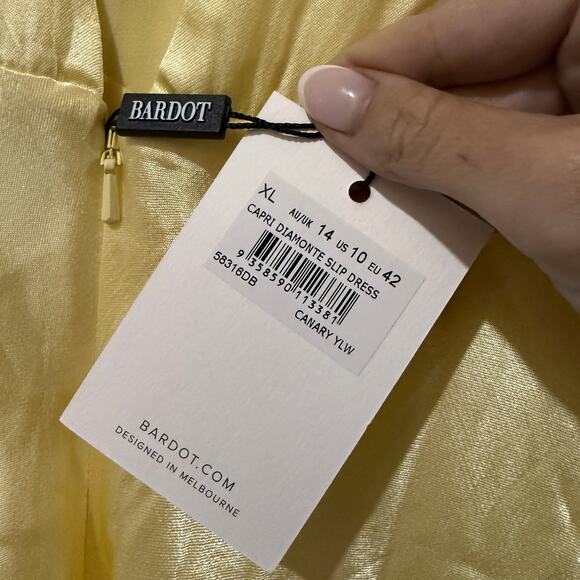 BARDOT
XL AU/UK 14 US 10 EU 42
CAPRI DIAMONTE SLIP DRESS
9 358590 113381
58316DB
CANARY YLW
BARDOT.COM
DESIGNED IN MELBOURNE